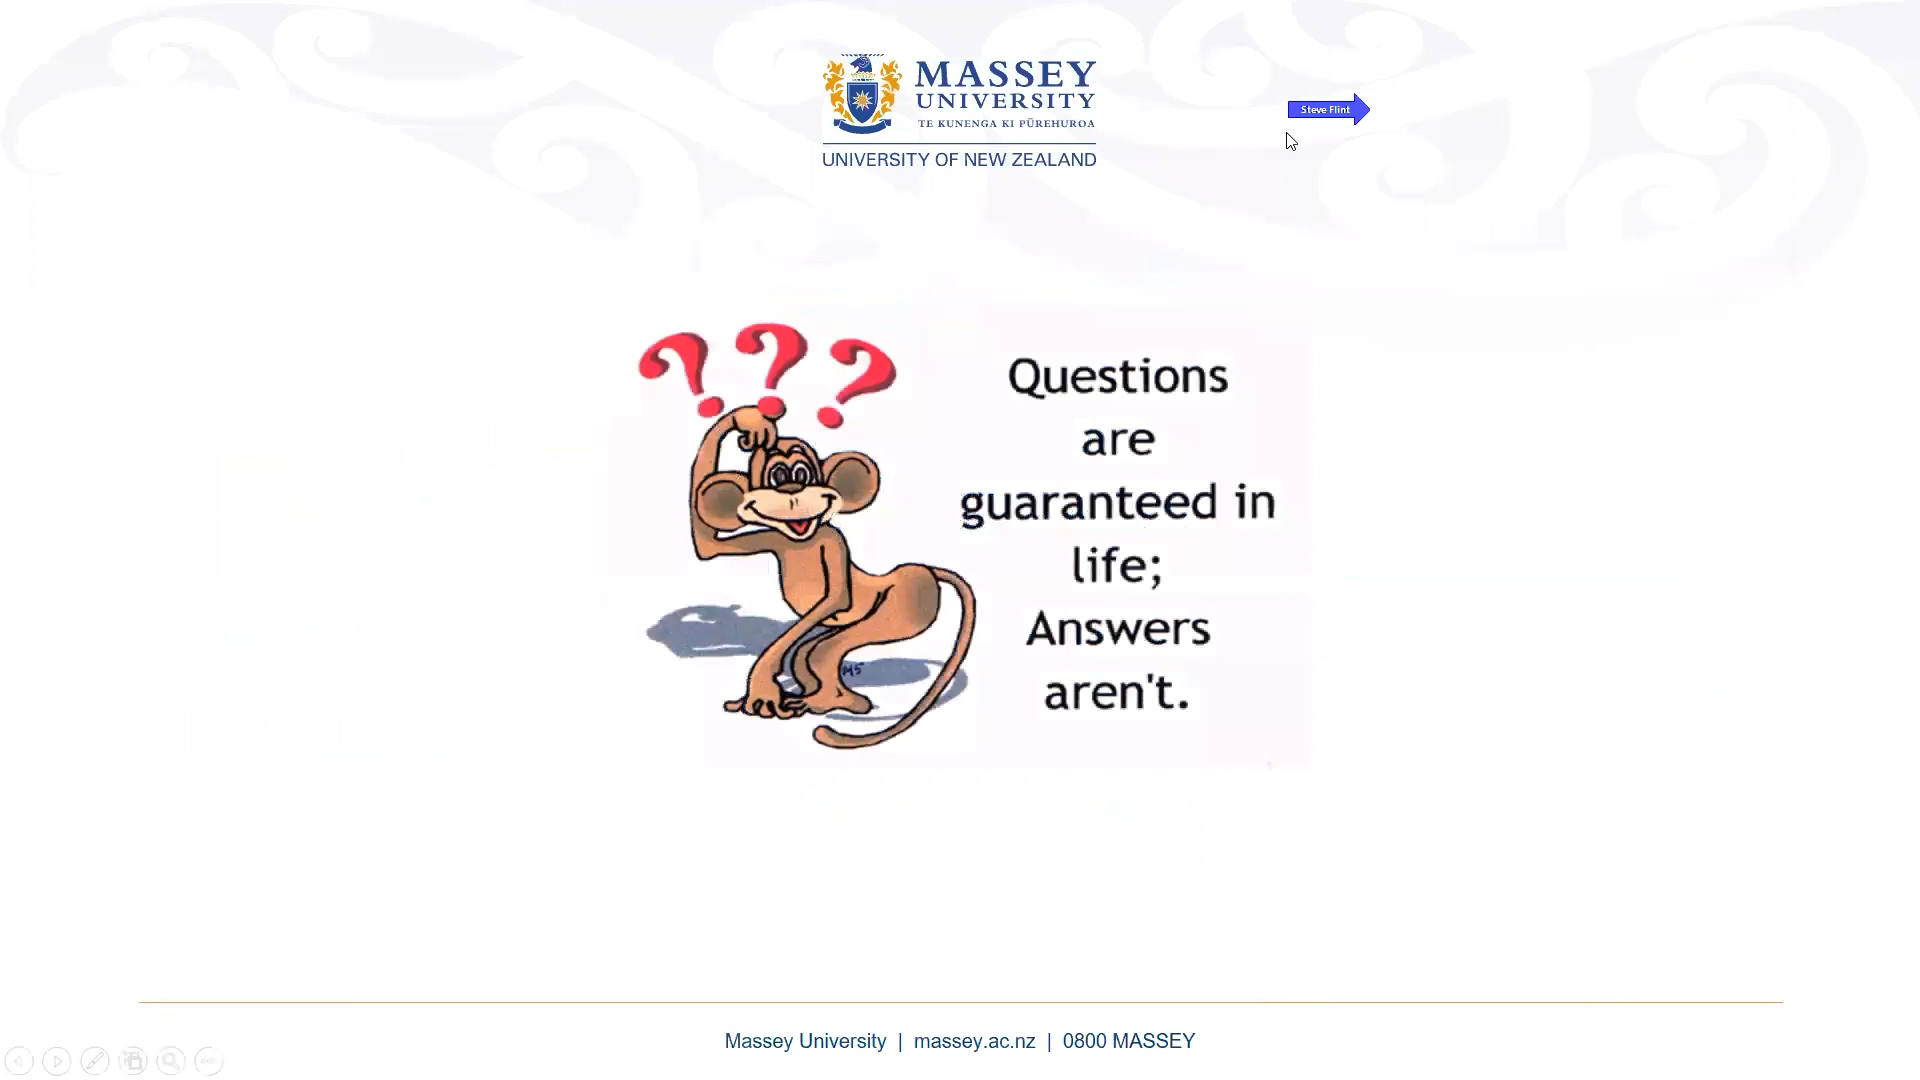 MASSEY
UNIVERSITY
TE KUNENGA KI PŪREHUROA
UNIVERSITY OF NEW ZEALAND
Steve Flint
Questions
are
guaranteed in
life;
Answers
aren't.
MS
Massey University | massey.ac.nz | 0800 MASSEY